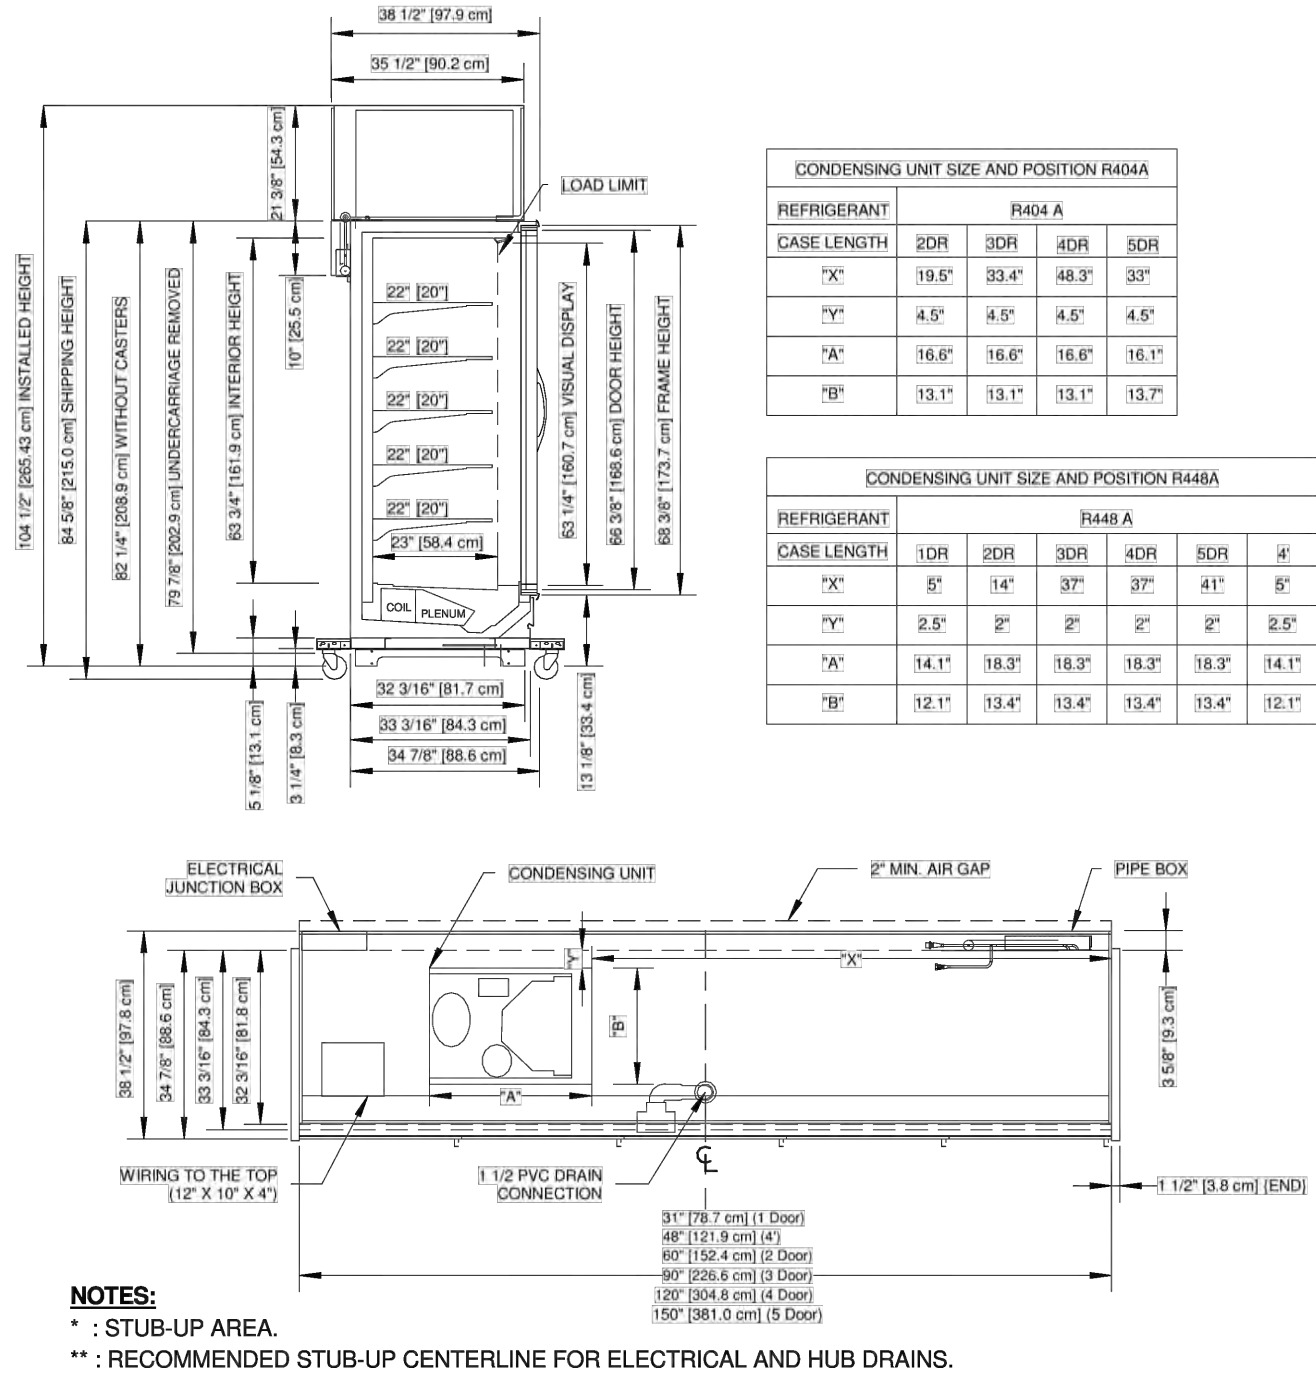 38 1/2" [97.9 cm]
35 1/2" [90.2 cm]
21 3/8" [54.3 cm]
LOAD LIMIT
104 1/2" [265.43 cm] INSTALLED HEIGHT
84 5/8" [215.0 cm] SHIPPING HEIGHT
82 1/4" [208.9 cm] WITHOUT CASTERS
79 7/8" [202.9 cm] UNDERCARRIAGE REMOVED
63 3/4" [161.9 cm] INTERIOR HEIGHT
10" [25.5 cm]
22" [20"]
22" [20"]
22" [20"]
22" [20"]
22" [20"]
23" [58.4 cm]
63 1/4" [160.7 cm] VISUAL DISPLAY
66 3/8" [168.6 cm] DOOR HEIGHT
68 3/8" [173.7 cm] FRAME HEIGHT
COIL
PLENUM
32 3/16" [81.7 cm]
33 3/16" [84.3 cm]
34 7/8" [88.6 cm]
5 1/8" [13.1 cm]
3 1/4" [8.3 cm]
13 1/8" [33.4 cm]
CONDENSING UNIT SIZE AND POSITION R404A
REFRIGERANT R404 A
CASE LENGTH 2DR 3DR 4DR 5DR
"X" 19.5" 33.4" 48.3" 33"
"Y" 4.5" 4.5" 4.5" 4.5"
"A" 16.6" 16.6" 16.6" 16.1"
"B" 13.1" 13.1" 13.1" 13.7"
CONDENSING UNIT SIZE AND POSITION R448A
REFRIGERANT R448 A
CASE LENGTH 1DR 2DR 3DR 4DR 5DR 4'
"X" 5" 14" 37" 37" 41" 5"
"Y" 2.5" 2" 2" 2" 2" 2.5"
"A" 14.1" 18.3" 18.3" 18.3" 18.3" 14.1"
"B" 12.1" 13.4" 13.4" 13.4" 13.4" 12.1"
ELECTRICAL
JUNCTION BOX
CONDENSING UNIT
2" MIN. AIR GAP
PIPE BOX
"Y"
"X"
"B"
"A"
38 1/2" [97.8 cm]
34 7/8" [88.6 cm]
33 3/16" [84.3 cm]
32 3/16" [81.8 cm]
3 5/8" [9.3 cm]
WIRING TO THE TOP
(12" X 10" X 4")
1 1/2 PVC DRAIN
CONNECTION
CL
1 1/2" [3.8 cm] {END}
31" [78.7 cm] (1 Door)
48" [121.9 cm] (4')
60" [152.4 cm] (2 Door)
90" [226.6 cm] (3 Door)
120" [304.8 cm] (4 Door)
150" [381.0 cm] (5 Door)
NOTES:
* : STUB-UP AREA.
** : RECOMMENDED STUB-UP CENTERLINE FOR ELECTRICAL AND HUB DRAINS.